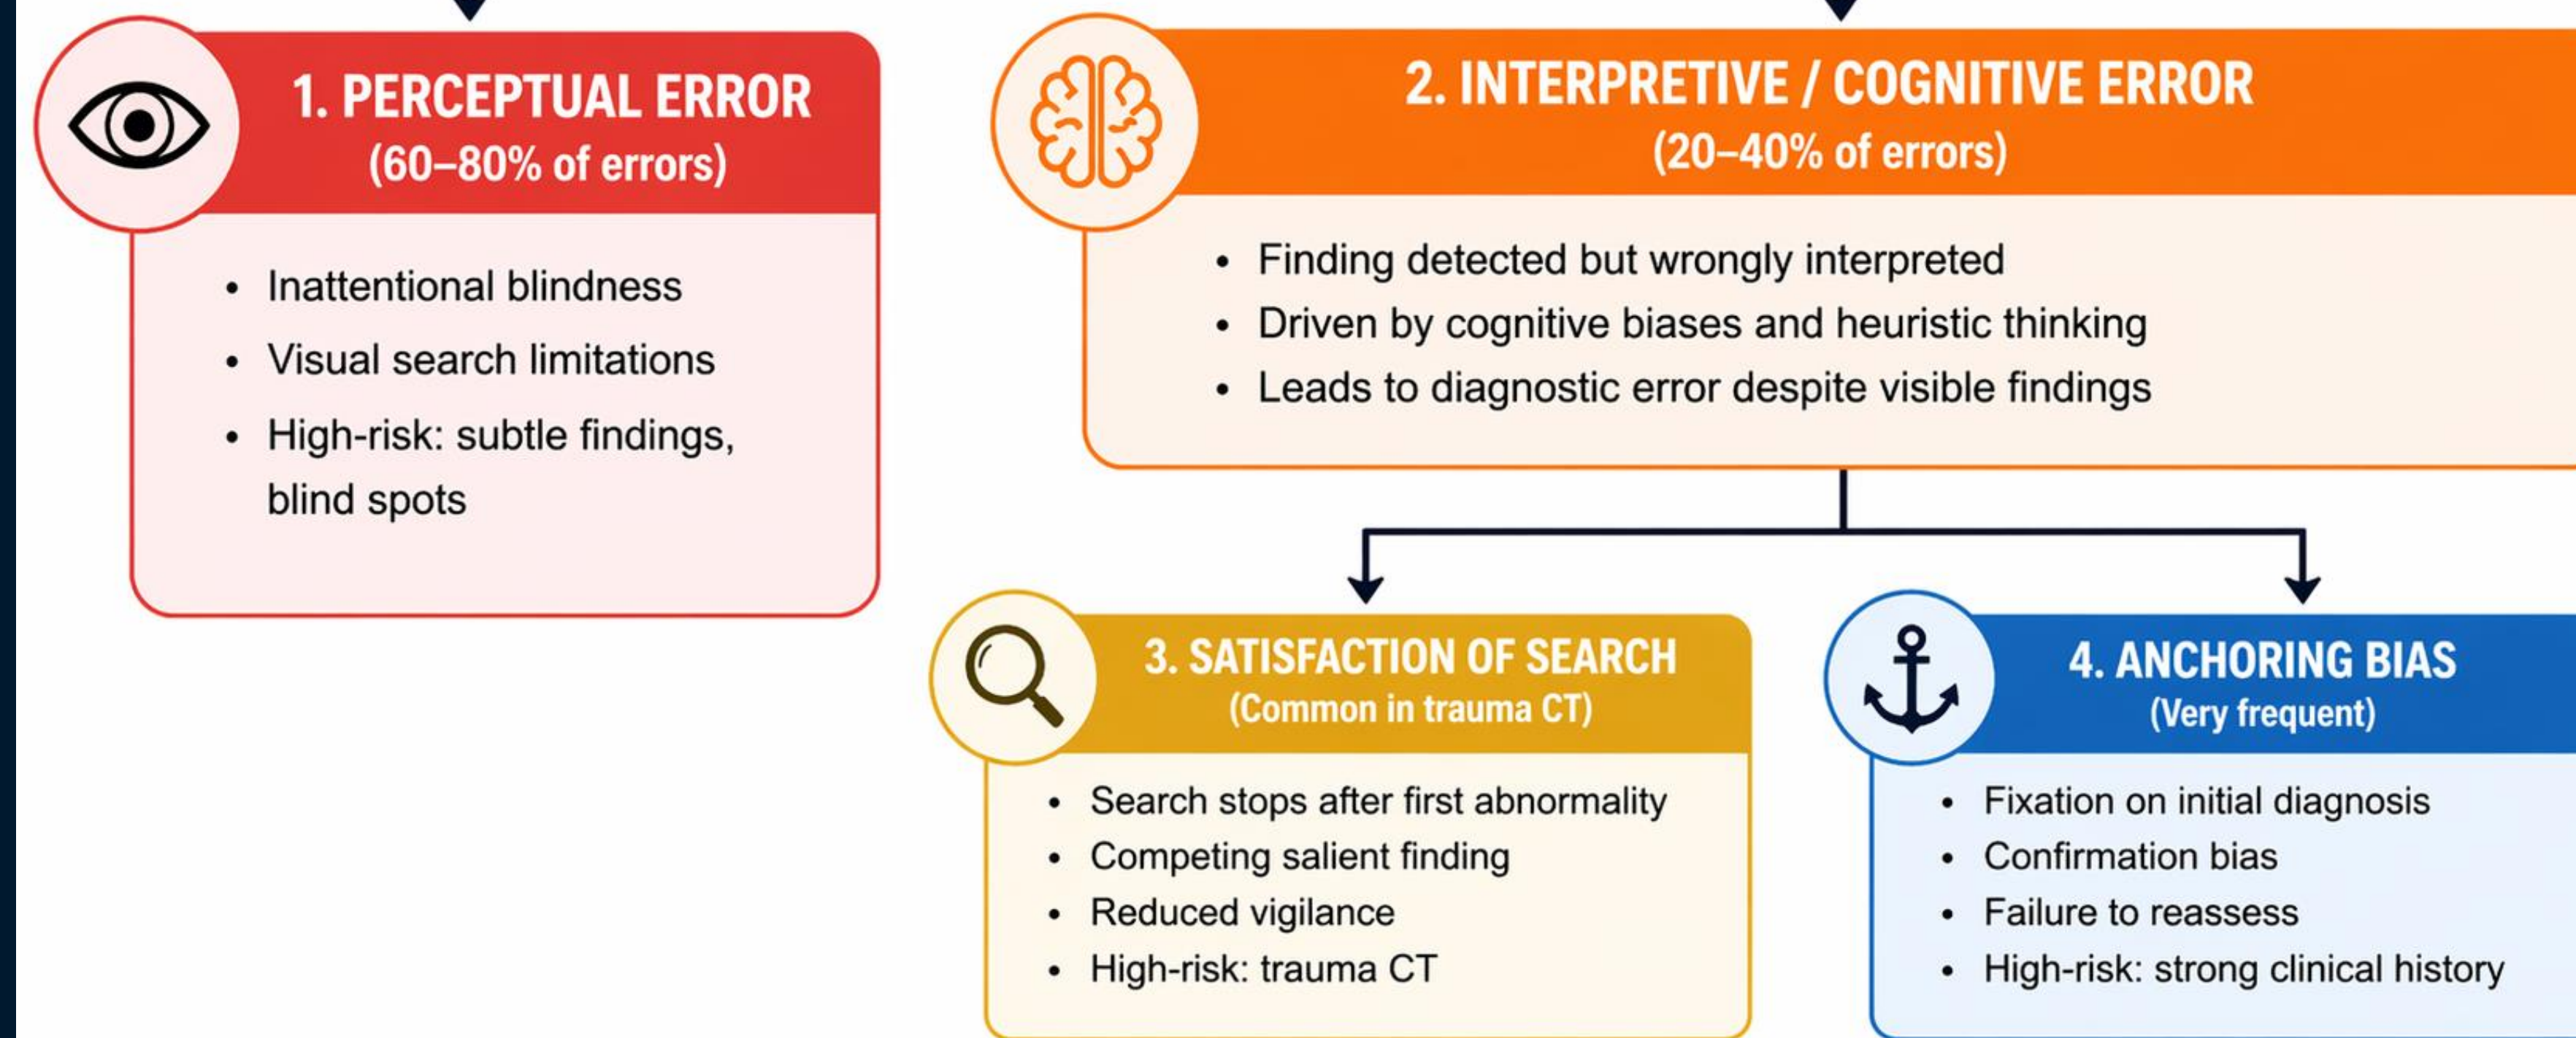 1. PERCEPTUAL ERROR
(60–80% of errors)
• Inattentional blindness
• Visual search limitations
• High-risk: subtle findings,
blind spots
2. INTERPRETIVE / COGNITIVE ERROR
(20–40% of errors)
• Finding detected but wrongly interpreted
• Driven by cognitive biases and heuristic thinking
• Leads to diagnostic error despite visible findings
3. SATISFACTION OF SEARCH
(Common in trauma CT)
• Search stops after first abnormality
• Competing salient finding
• Reduced vigilance
• High-risk: trauma CT
4. ANCHORING BIAS
(Very frequent)
• Fixation on initial diagnosis
• Confirmation bias
• Failure to reassess
• High-risk: strong clinical history